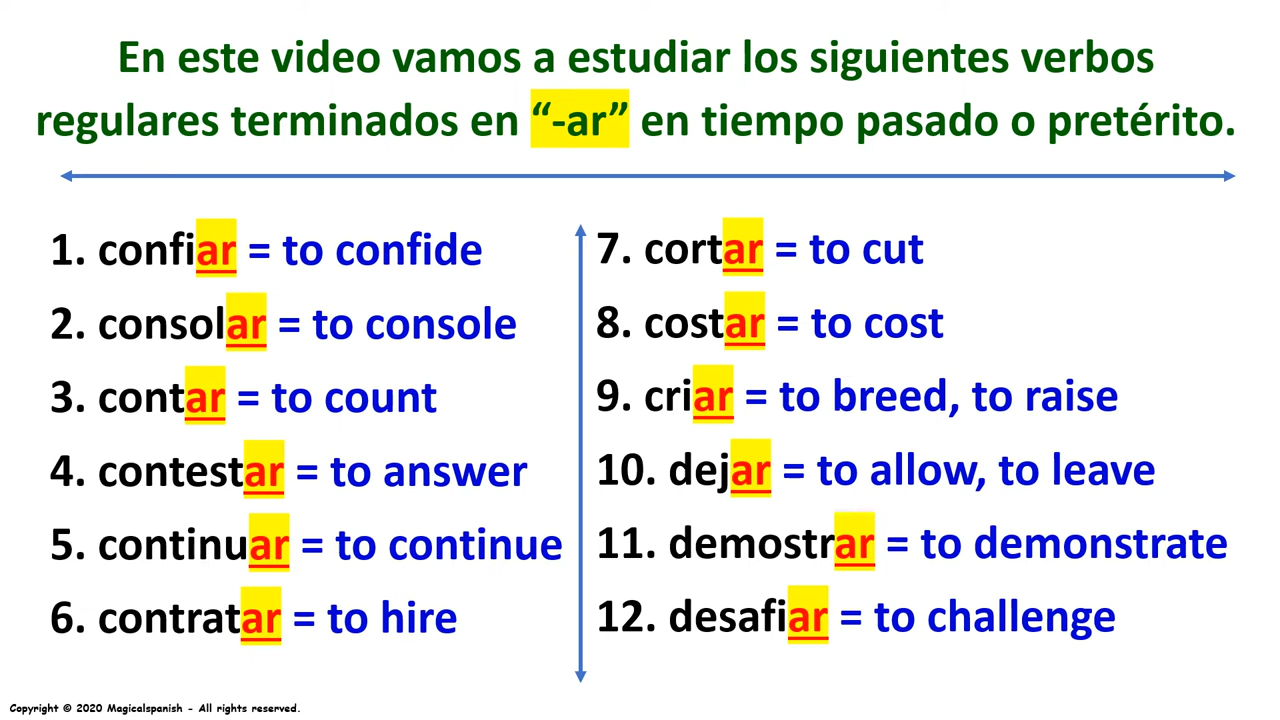 En este video vamos a estudiar los siguientes verbos
regulares terminados en “-ar” en tiempo pasado o pretérito.
1. confiar = to confide
2. consolar = to console
3. contar = to count
4. contestar = to answer
5. continuar = to continue
6. contratar = to hire
7. cortar = to cut
8. costar = to cost
9. criar = to breed, to raise
10. dejar = to allow, to leave
11. demostrar = to demonstrate
12. desafiar = to challenge
Copyright © 2020 Magicalspanish - All rights reserved.